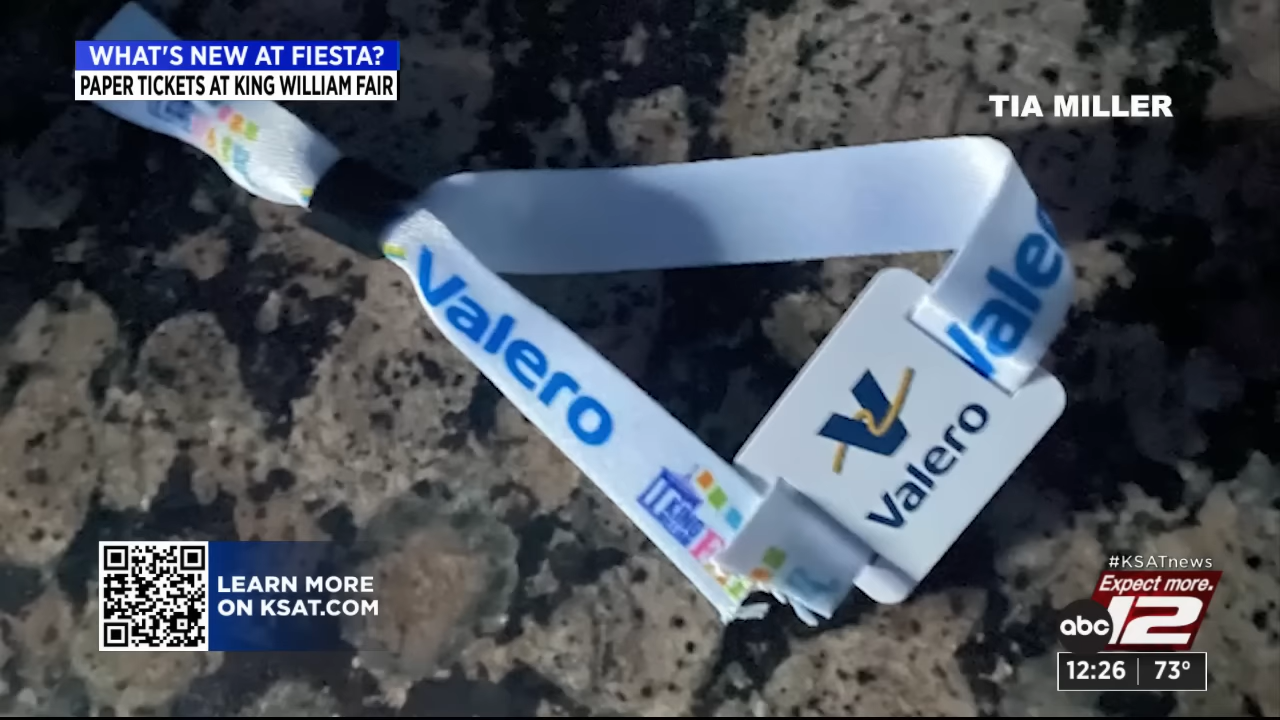 WHAT'S NEW AT FIESTA?
PAPER TICKETS AT KING WILLIAM FAIR
TIA MILLER
Valero
Valero
Valero
King
LEARN MORE
ON KSAT.COM
#KSATnews
Expect more.
abc 12
12:26 73°